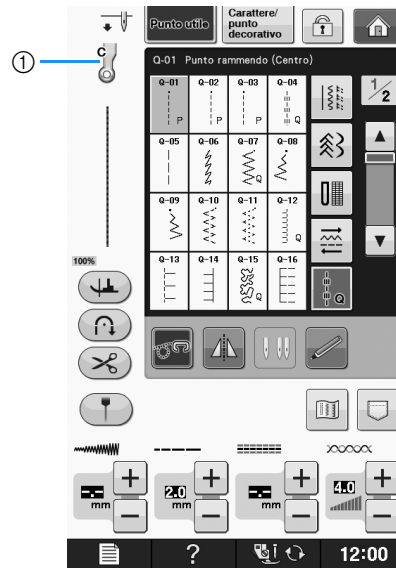 Punto utile
Carattere/
punto
decorativo
1
C
Q-01 Punto rammendo (Centro)
1/2
Q-01 Q-02 Q-03 Q-04
P P P Q
Q-05 Q-06 Q-07 Q-08
Q
Q-09 Q-10 Q-11 Q-12
Q
Q-13 Q-14 Q-15 Q-16
Q
Q
100%
-.- 2.0 -.- 4.0
mm mm mm
+ + + +
− − − −
? 12:00